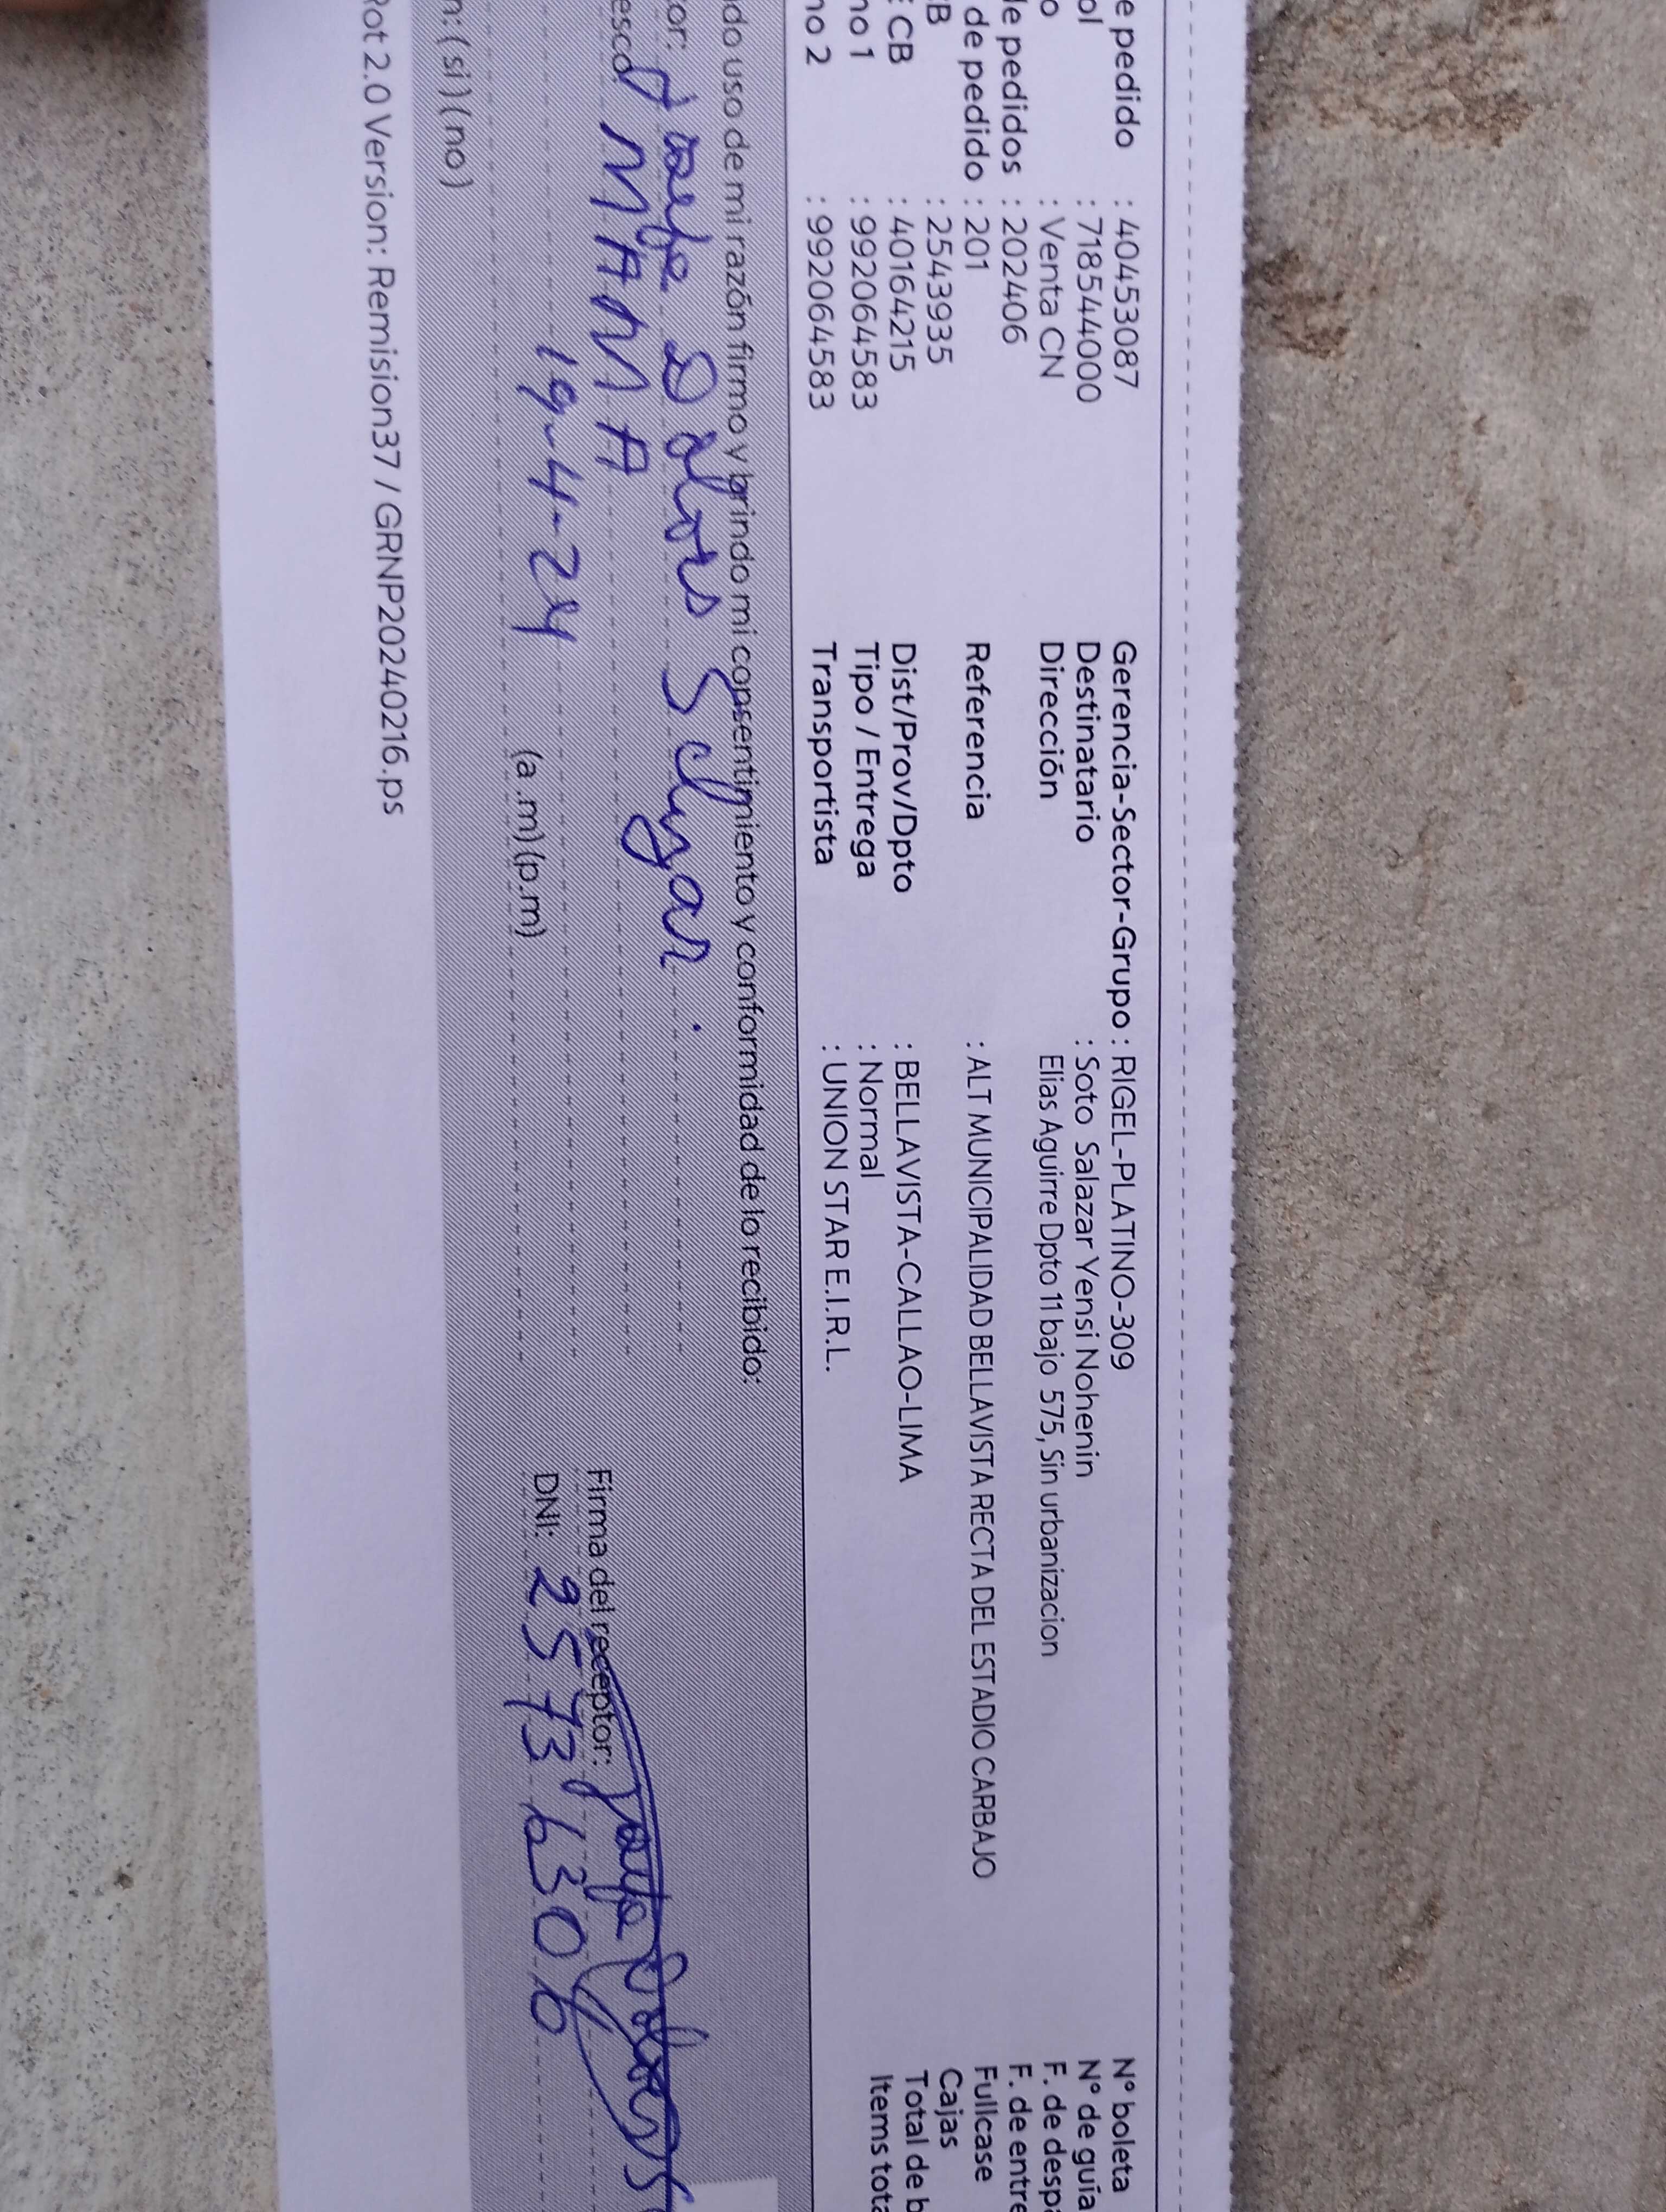 e pedido : 404453087
Gerencia-Sector-Grupo : RIGEL-PLATINO-309
Nº boleta
ol : 718544000
Destinatario : Soto Salazar Yensi Nohenin
Nº de guía
o : Venta CN
Dirección Elias Aguirre Dpto 11 bajo 575, Sin urbanizacion
F. de desp
le pedidos : 202406
F. de entre
de pedido : 201
Referencia : ALT MUNICIPALIDAD BELLAVISTA RECTA DEL ESTADIO CARBAJO
Fullcase
B : 2543935
Cajas
CB : 40164215
Dist/Prov/Dpto : BELLAVISTA-CALLAO-LIMA
Total de b
no 1 : 992064583
Tipo / Entrega : Normal
Items tota
no 2 : 992064583
Transportista : UNION STAR E.I.R.L.
do uso de mi razón firmo y brindo mi consentimiento y conformidad de lo recibido:
tor:
esco MAMA
Firma del receptor:
19-4-24
DNI: 25736306
(a.m)(p.m)
n: (si) (no)
Rot 2.0 Version: Remision37 / GRNP20240216.ps